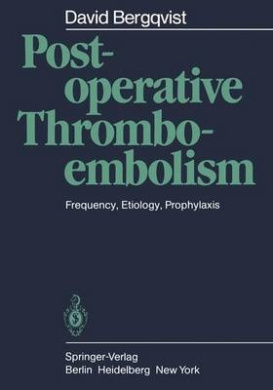 David Bergqvist
Post-
operative
Thrombo-
embolism
Frequency, Etiology, Prophylaxis
Springer-Verlag
Berlin Heidelberg New York